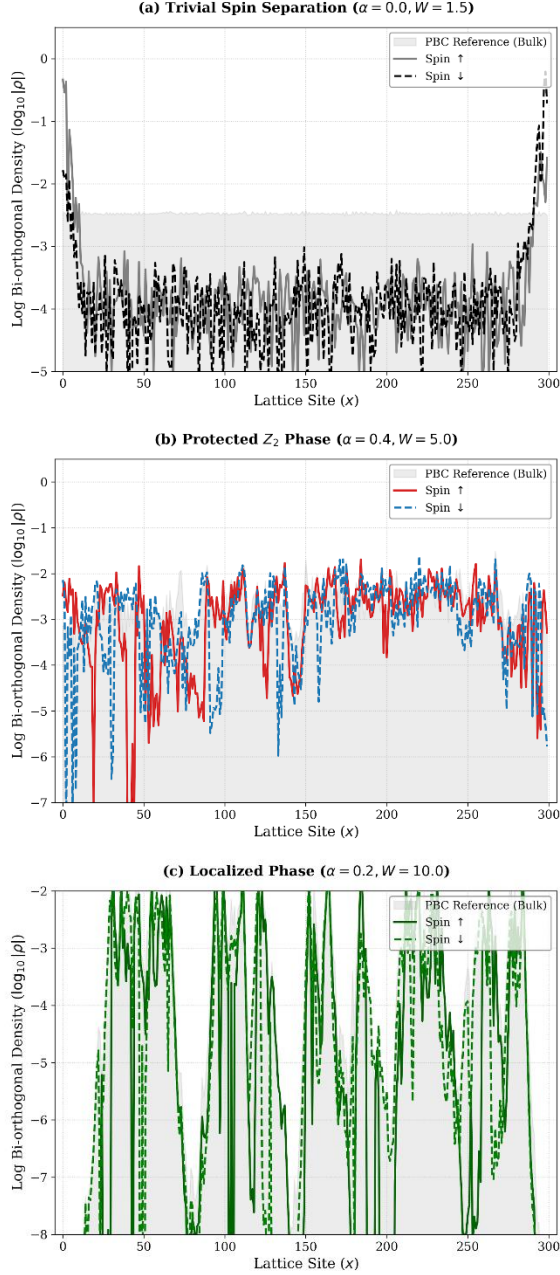 (a) Trivial Spin Separation (α = 0.0, W = 1.5)
PBC Reference (Bulk)
Spin ↑
Spin ↓
Log Bi-orthogonal Density (log₁₀ |ρ|)
0
−1
−2
−3
−4
−5
0 50 100 150 200 250 300
Lattice Site (x)
(b) Protected Z₂ Phase (α = 0.4, W = 5.0)
PBC Reference (Bulk)
Spin ↑
Spin ↓
Log Bi-orthogonal Density (log₁₀ |ρ|)
0
−1
−2
−3
−4
−5
−6
−7
0 50 100 150 200 250 300
Lattice Site (x)
(c) Localized Phase (α = 0.2, W = 10.0)
PBC Reference (Bulk)
Spin ↑
Spin ↓
Log Bi-orthogonal Density (log₁₀ |ρ|)
−2
−3
−4
−5
−6
−7
−8
0 50 100 150 200 250 300
Lattice Site (x)